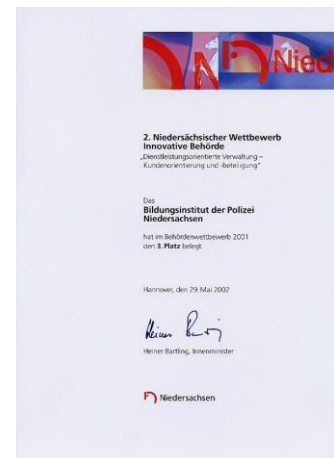 Nied
2. Niedersächsischer Wettbewerb
Innovative Behörde
„Dienstleistungsorientierte Verwaltung –
Kundenorientierung und -beteiligung"
Das
Bildungsinstitut der Polizei
Niedersachsen
hat im Behördenwettbewerb 2001
den 3. Platz belegt
Hannover, den 29. Mai 2002
Heiner Bartling, Innenminister
Niedersachsen